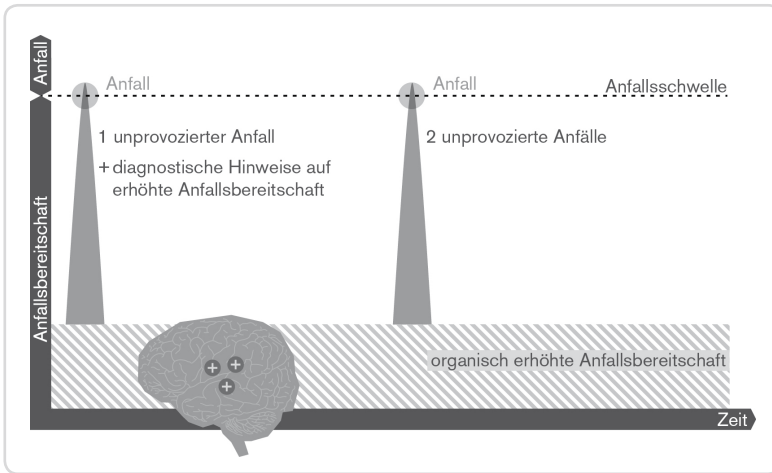 Anfall
Anfall
Anfall
Anfallsschwelle
1 unprovozierter Anfall
+ diagnostische Hinweise auf
erhöhte Anfallsbereitschaft
2 unprovozierte Anfälle
Anfallsbereitschaft
organisch erhöhte Anfallsbereitschaft
+ +
+
Zeit